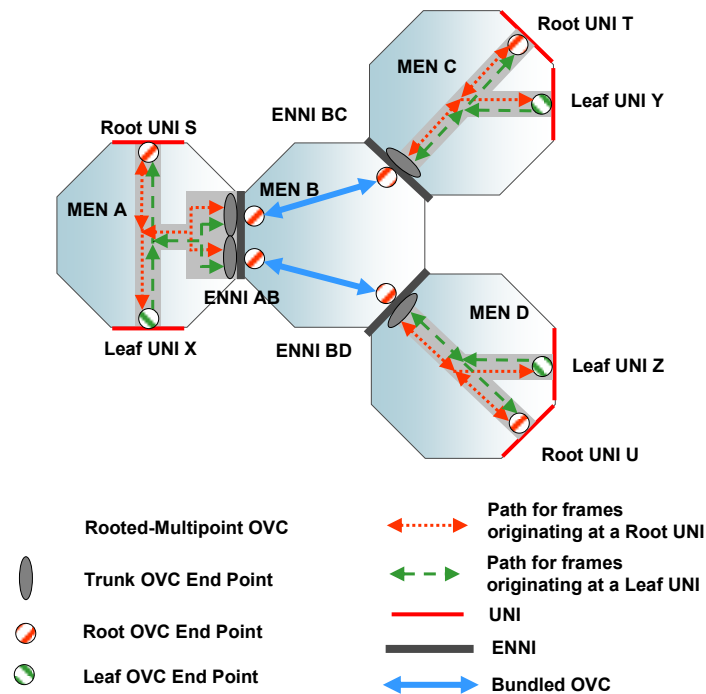 Root UNI T
MEN C
Leaf UNI Y
ENNI BC
Root UNI S
MEN A
MEN B
ENNI AB
Leaf UNI X
ENNI BD
MEN D
Leaf UNI Z
Root UNI U
Rooted-Multipoint OVC
Trunk OVC End Point
Root OVC End Point
Leaf OVC End Point
Path for frames
originating at a Root UNI
Path for frames
originating at a Leaf UNI
UNI
ENNI
Bundled OVC